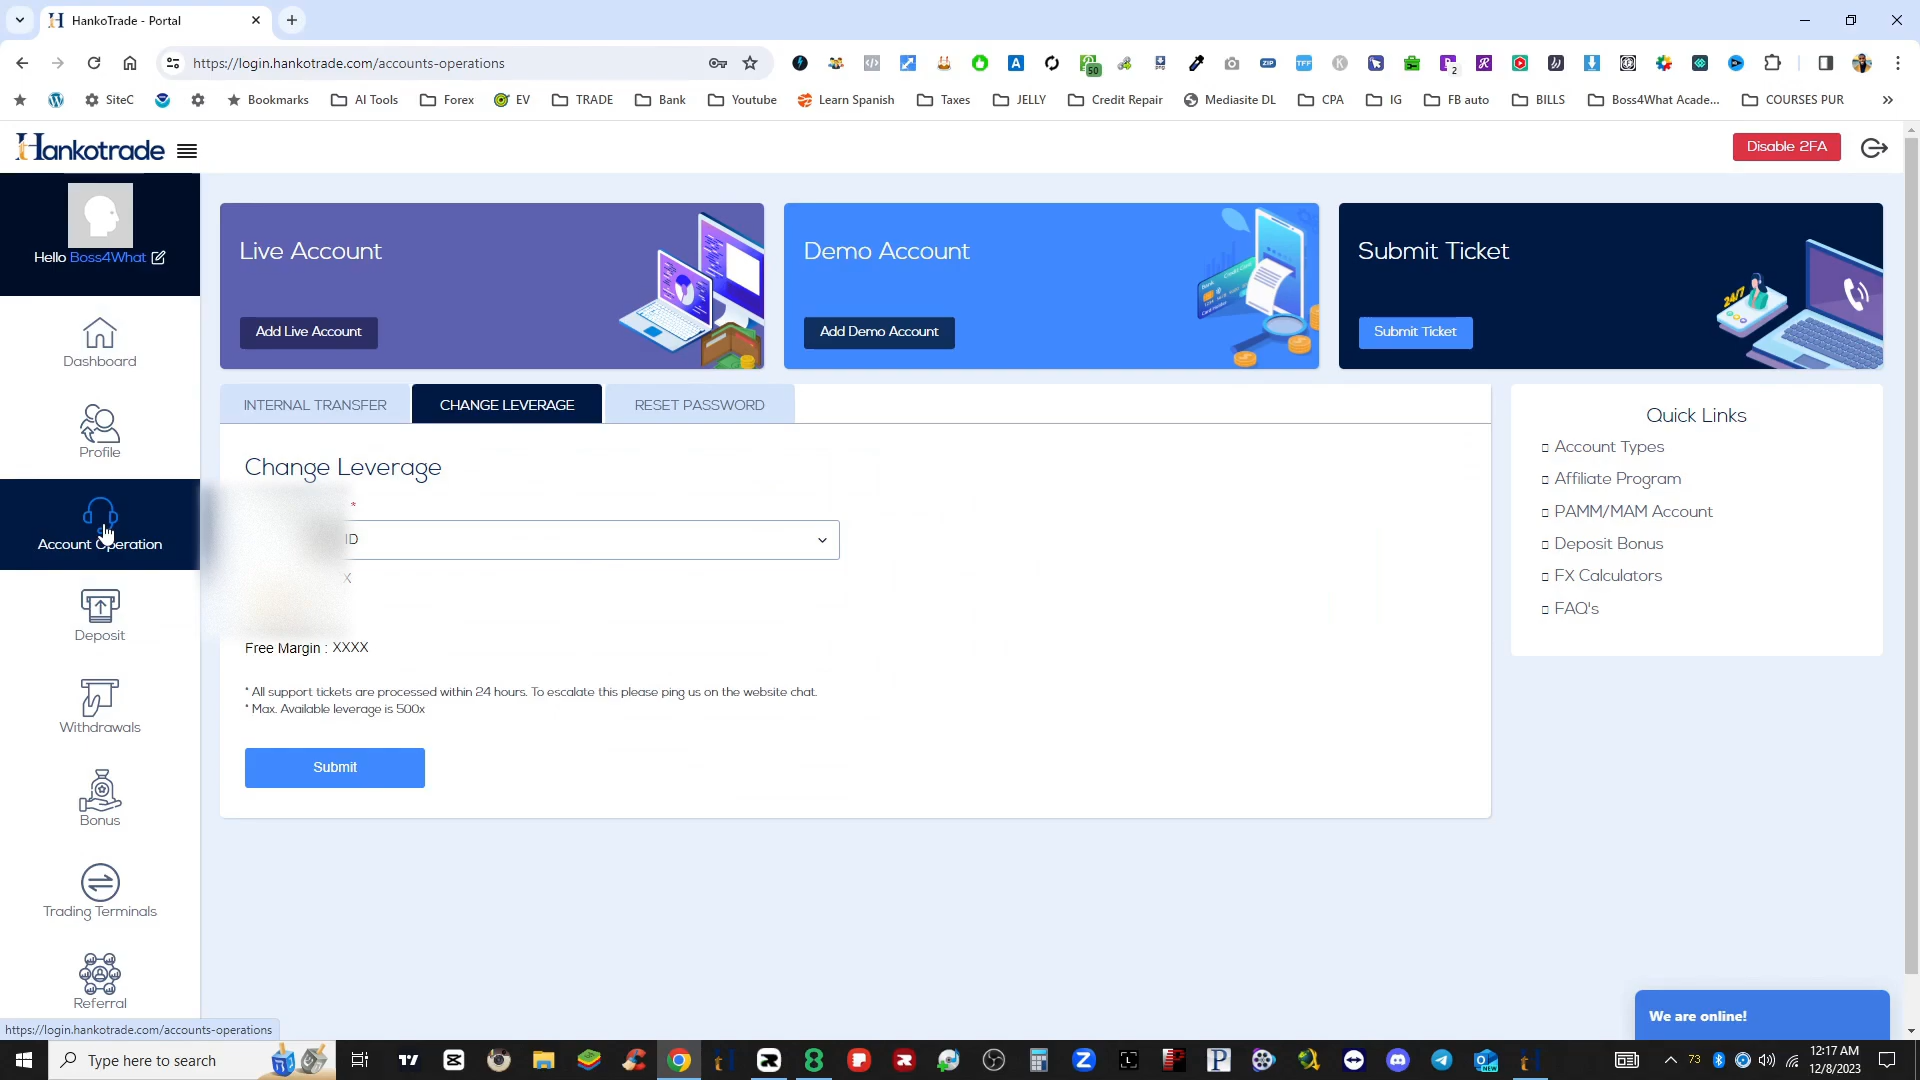 HankoTrade - Portal
https://login.hankotrade.com/accounts-operations
SiteC
Bookmarks
AI Tools
Forex
EV
TRADE
Bank
Youtube
Learn Spanish
Taxes
JELLY
Credit Repair
Mediasite DL
CPA
IG
FB auto
BILLS
Boss4What Acade...
COURSES PUR
Hankotrade
Disable 2FA
Hello Boss4What
Dashboard
Profile
Account Operation
Deposit
Withdrawals
Bonus
Trading Terminals
Referral
Live Account
Add Live Account
Demo Account
Add Demo Account
Submit Ticket
24/7
Submit Ticket
INTERNAL TRANSFER
CHANGE LEVERAGE
RESET PASSWORD
Change Leverage
*
ID
X
Free Margin : XXXX
* All support tickets are processed within 24 hours. To escalate this please ping us on the website chat.
* Max. Available leverage is 500x
Submit
Quick Links
Account Types
Affiliate Program
PAMM/MAM Account
Deposit Bonus
FX Calculators
FAQ's
We are online!
https://login.hankotrade.com/accounts-operations
Type here to search
73
12:17 AM
12/8/2023